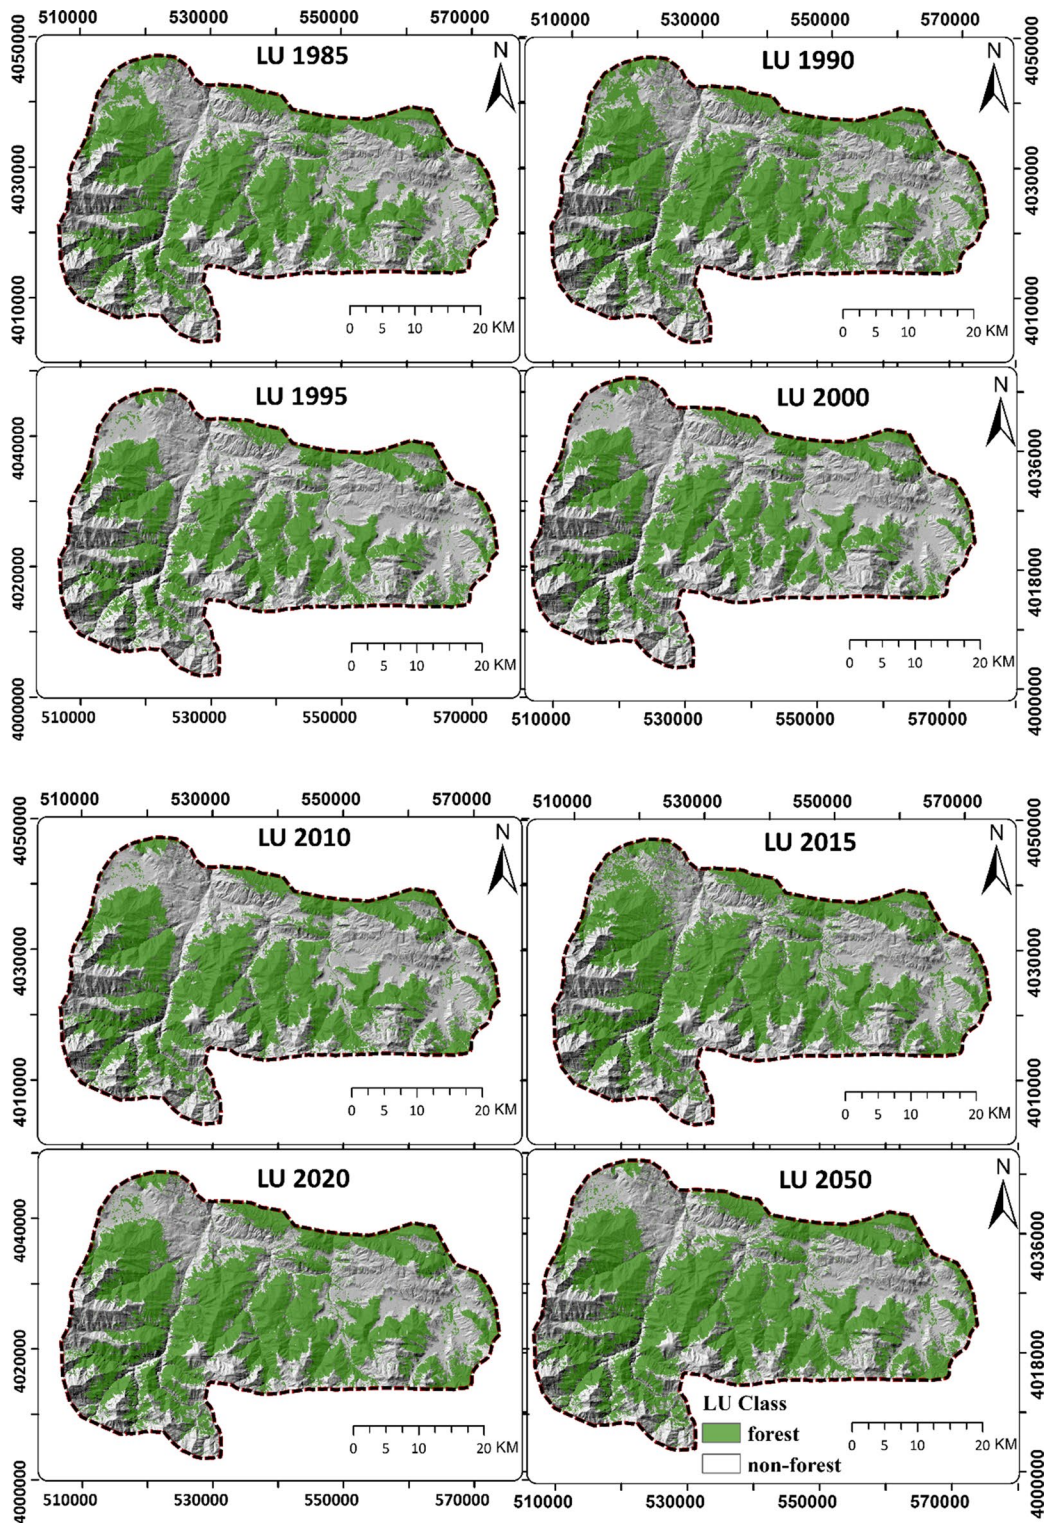 510000 530000 550000 570000 510000 530000 550000 570000
4050000 LU 1985 N LU 1990 N 4050000
4030000 4030000
4010000 4010000
0 5 10 20 KM 0 5 10 20 KM
LU 1995 LU 2000 N
4040000 4036000
4020000 4018000
0 5 10 20 KM 0 5 10 20 KM
4000000 4000000
510000 530000 550000 570000 510000 530000 550000 570000
510000 530000 550000 570000 510000 530000 550000 570000
4050000 LU 2010 N LU 2015 N 4050000
4030000 4030000
4010000 4010000
0 5 10 20 KM 0 5 10 20 KM
LU 2020 LU 2050 N
4040000 4036000
4020000 4018000
LU Class
forest
non-forest
0 5 10 20 KM 0 5 10 20 KM
4000000 4000000
510000 530000 550000 570000 510000 530000 550000 570000